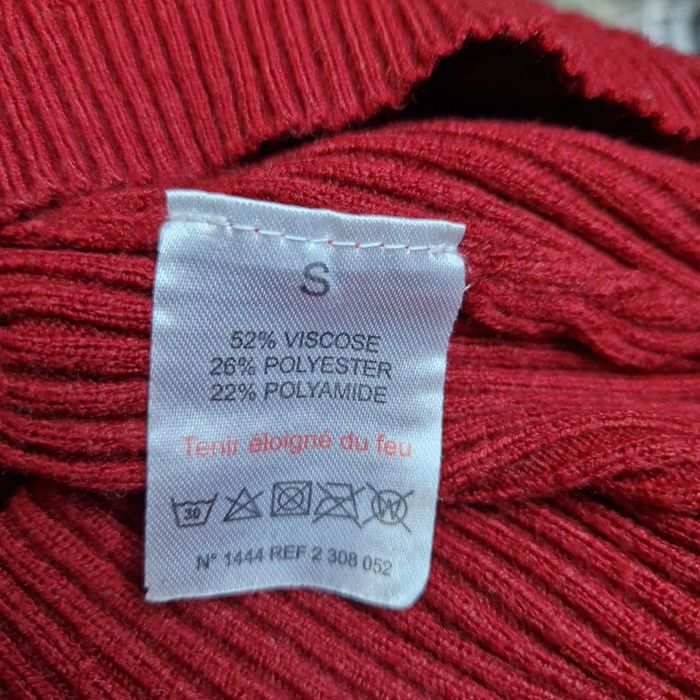 S
52% VISCOSE
26% POLYESTER
22% POLYAMIDE
Tenir éloigné du feu
30 W
N° 1444 REF 2 308 052